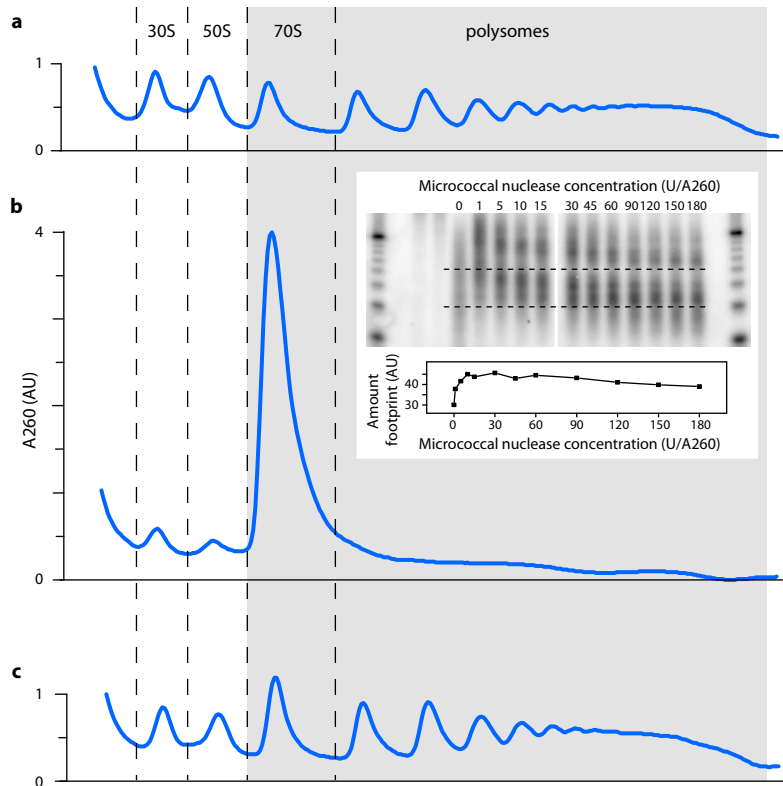 a
30S 50S 70S polysomes
1
0
b
Micrococcal nuclease concentration (U/A260)
0 1 5 10 15 30 45 60 90 120 150 180
4
A260 (AU)
0
Amount
footprint (AU)
40
30
0 30 60 90 120 150 180
Micrococcal nuclease concentration (U/A260)
c
1
0